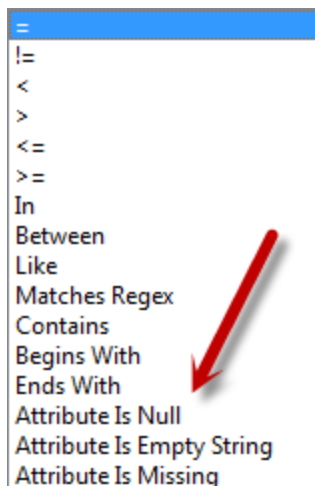 =
!=
<
>
<=
>=
In
Between
Like
Matches Regex
Contains
Begins With
Ends With
Attribute Is Null
Attribute Is Empty String
Attribute Is Missing